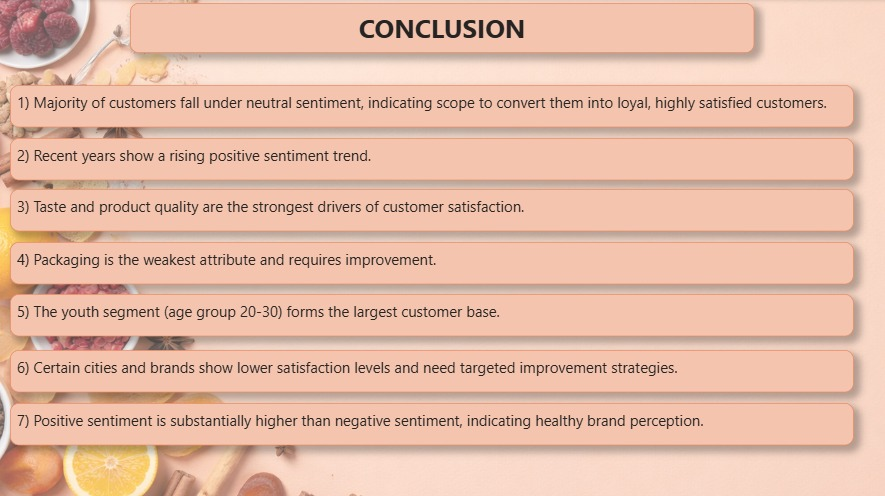 CONCLUSION
1) Majority of customers fall under neutral sentiment, indicating scope to convert them into loyal, highly satisfied customers.
2) Recent years show a rising positive sentiment trend.
3) Taste and product quality are the strongest drivers of customer satisfaction.
4) Packaging is the weakest attribute and requires improvement.
5) The youth segment (age group 20-30) forms the largest customer base.
6) Certain cities and brands show lower satisfaction levels and need targeted improvement strategies.
7) Positive sentiment is substantially higher than negative sentiment, indicating healthy brand perception.